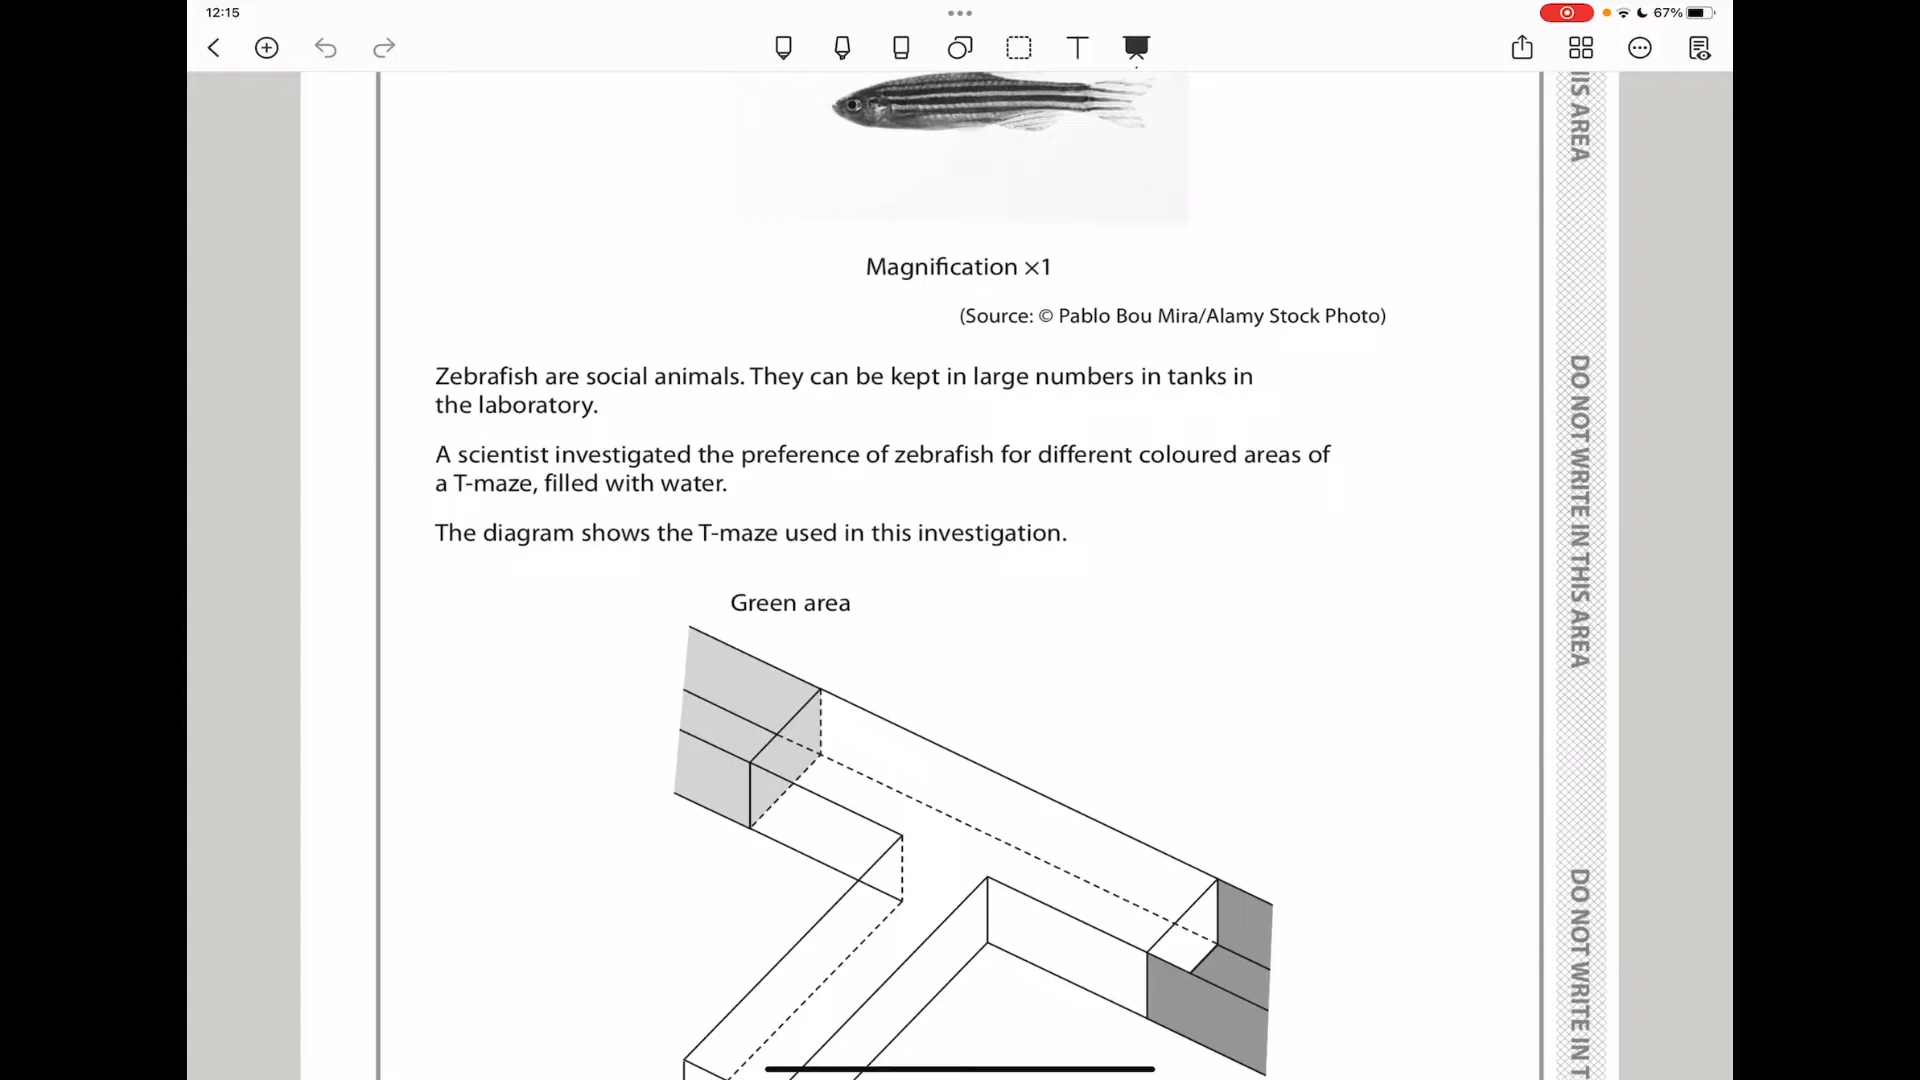 12:15
67%
Magnification ×1
(Source: © Pablo Bou Mira/Alamy Stock Photo)
Zebrafish are social animals. They can be kept in large numbers in tanks in
the laboratory.
A scientist investigated the preference of zebrafish for different coloured areas of
a T-maze, filled with water.
The diagram shows the T-maze used in this investigation.
Green area
IS AREA
DO NOT WRITE IN THIS AREA
DO NOT WRITE IN T